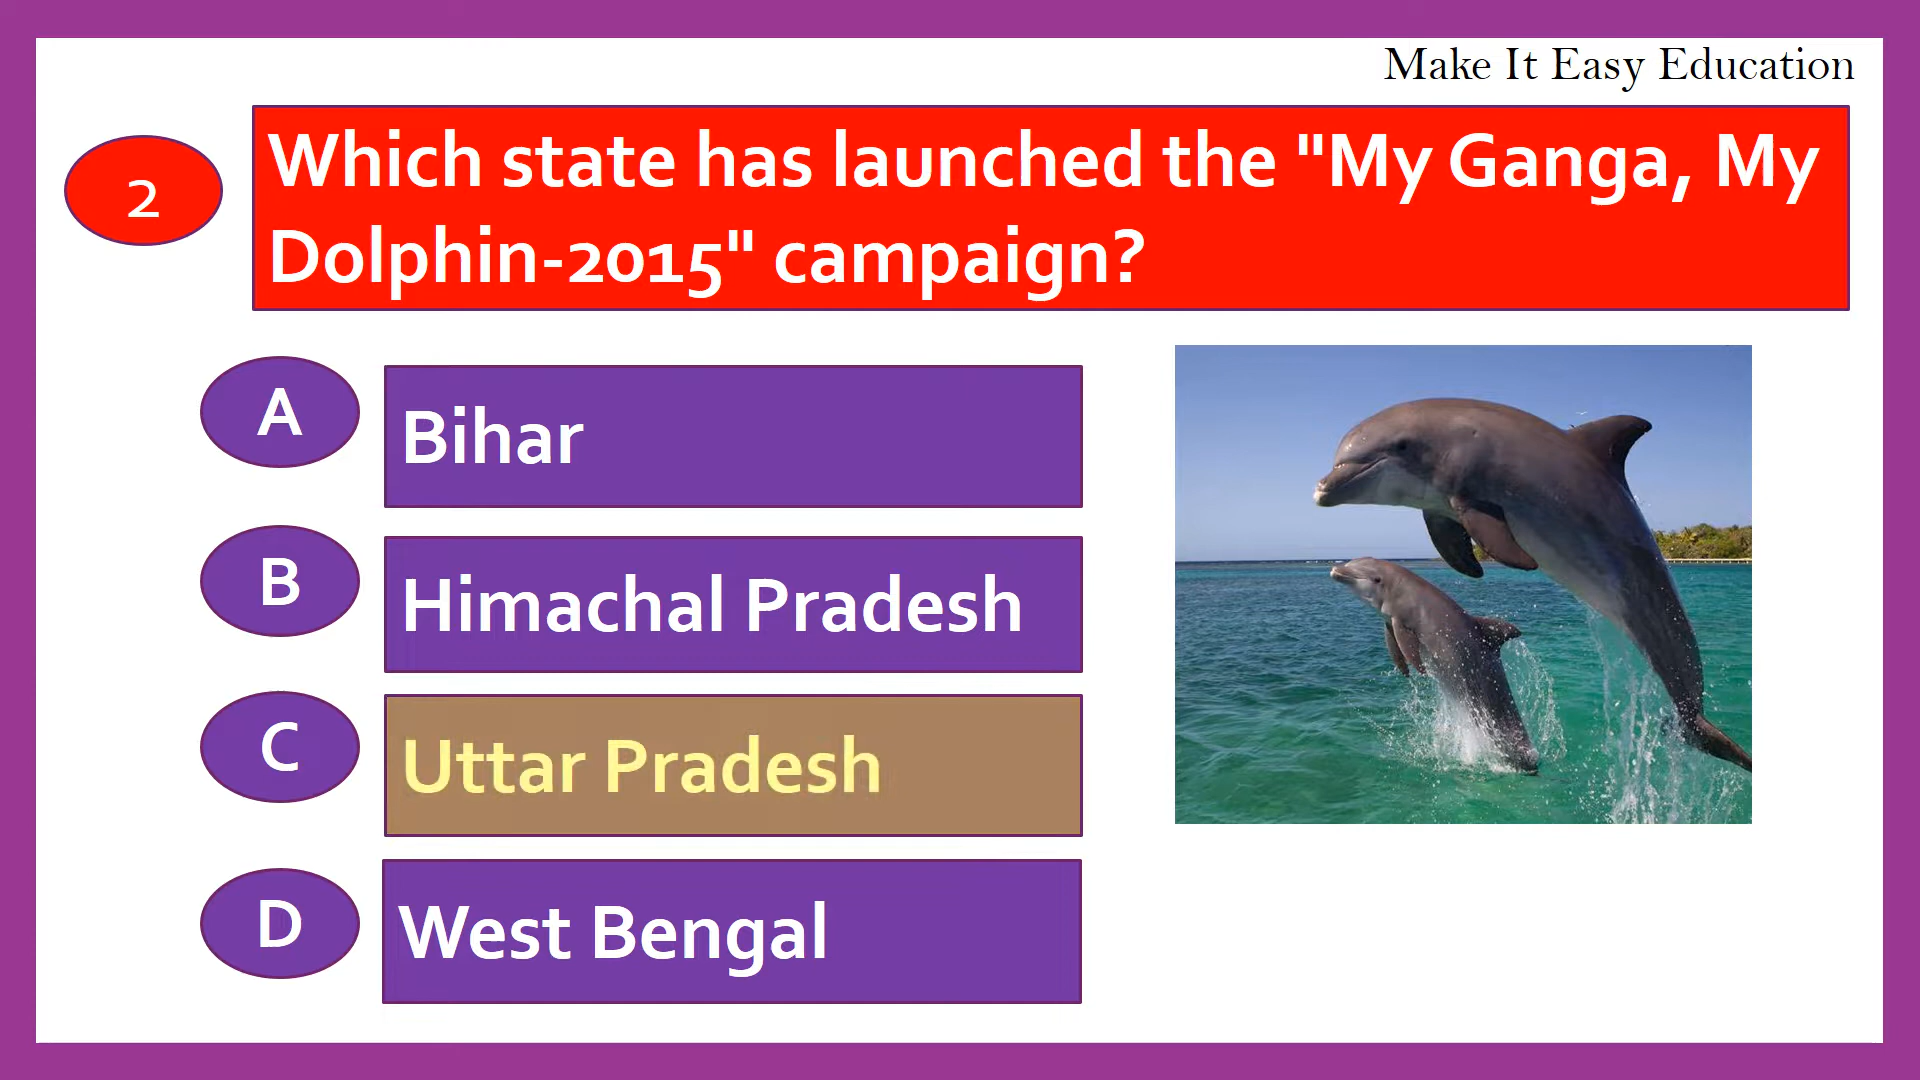 Make It Easy Education
2
Which state has launched the "My Ganga, My
Dolphin-2015" campaign?
A
Bihar
B
Himachal Pradesh
C
Uttar Pradesh
D
West Bengal